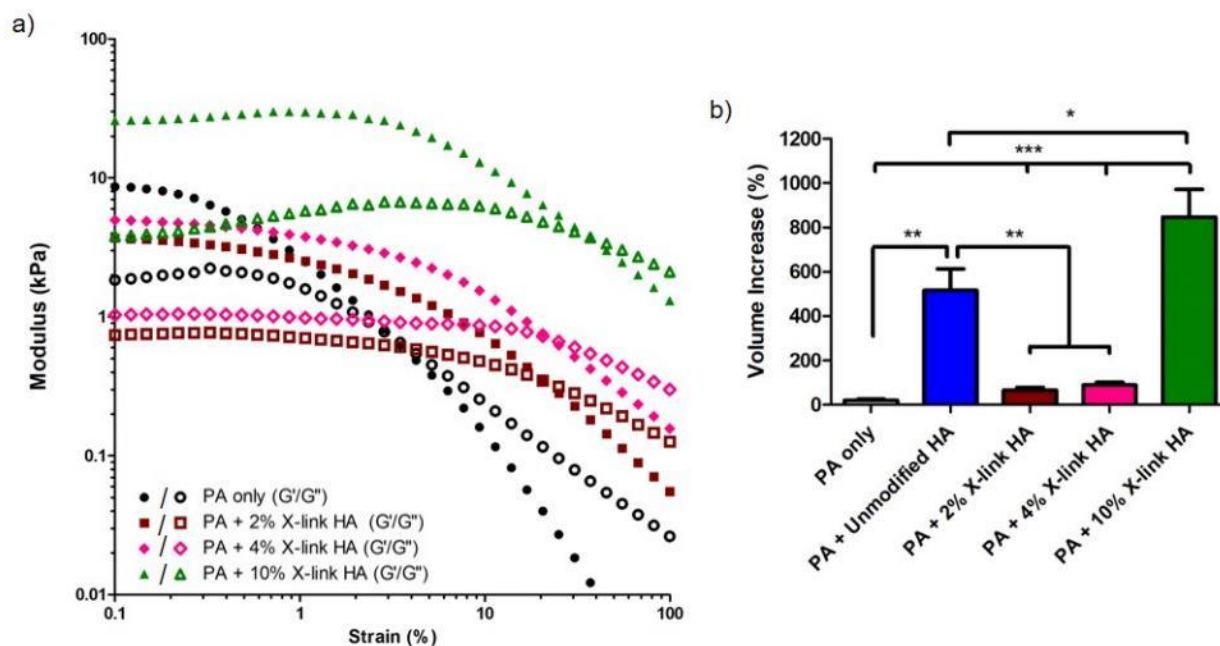 a)
100
10
1
0.1
0.01
Modulus (kPa)
0.1
1
10
100
Strain (%)
/ PA only (G'/G")
/ PA + 2% X-link HA (G'/G")
/ PA + 4% X-link HA (G'/G")
/ PA + 10% X-link HA (G'/G")
b)
1200
1000
800
600
400
200
0
Volume Increase (%)
*
***
**
**
PA only
PA + Unmodified HA
PA + 2% X-link HA
PA + 4% X-link HA
PA + 10% X-link HA